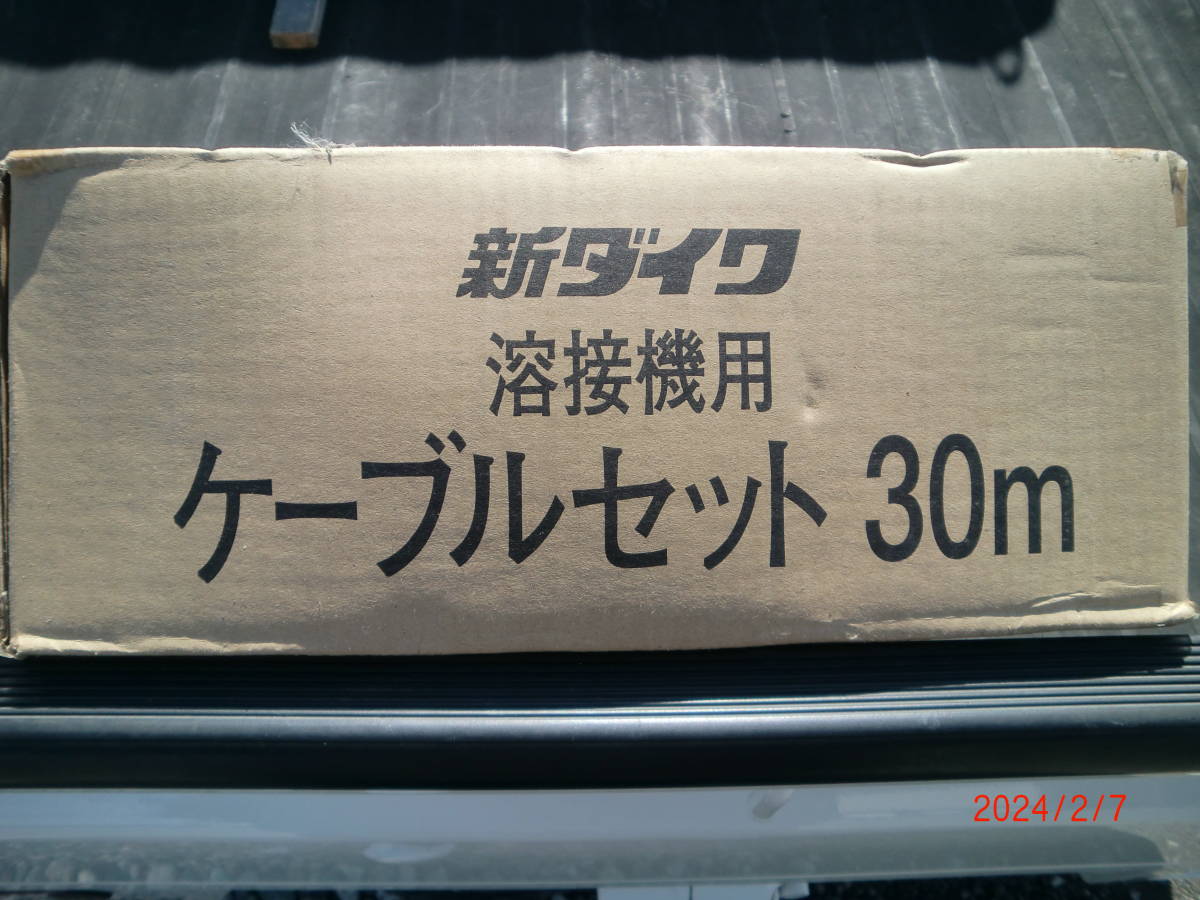 新ダイワ
溶接機用
ケーブルセット 30m
2024/2/7